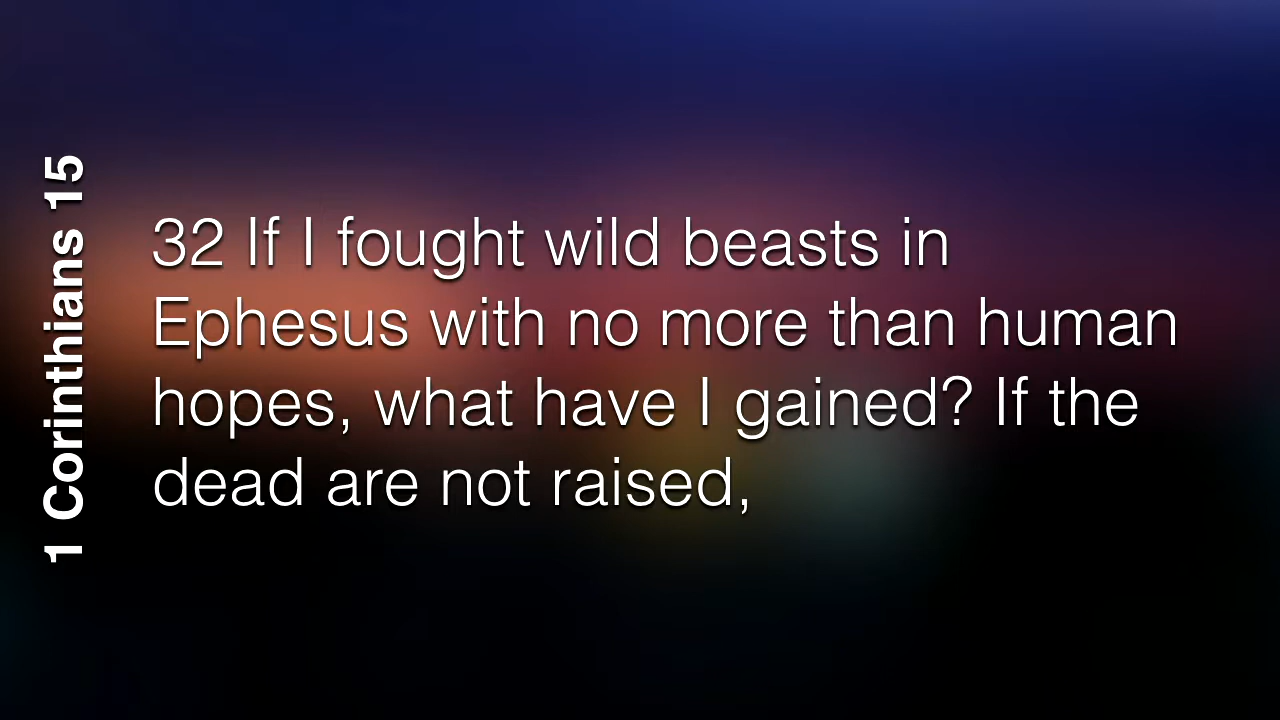 1 Corinthians 15
32 If I fought wild beasts in
Ephesus with no more than human
hopes, what have I gained? If the
dead are not raised,